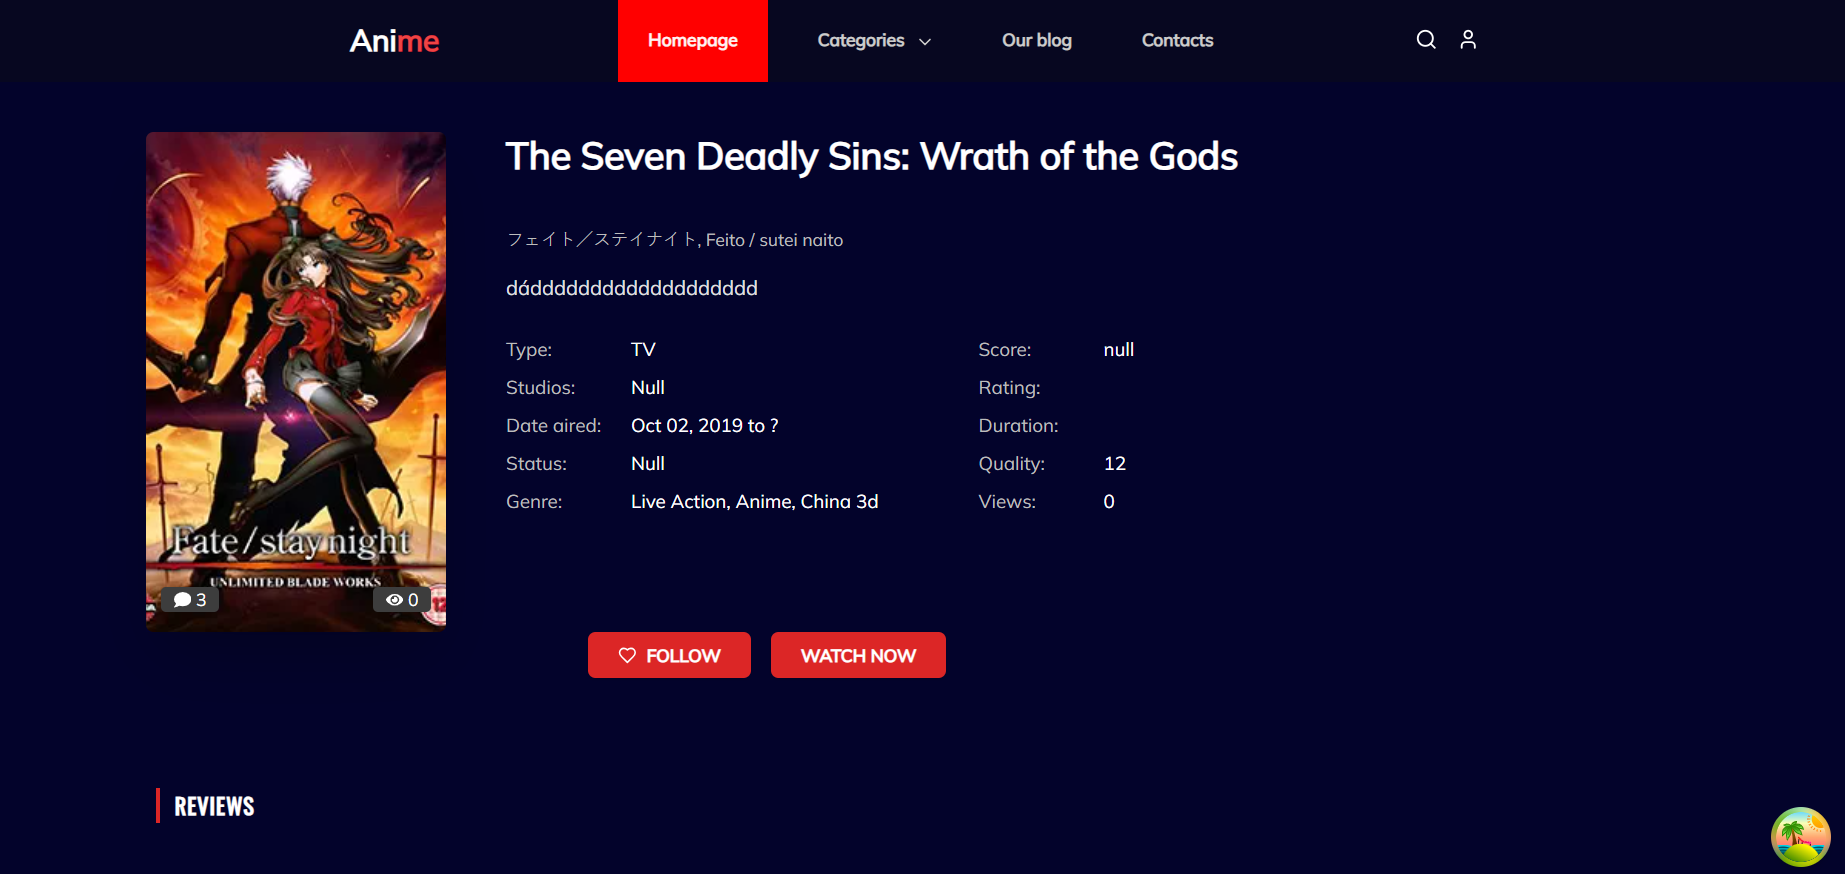 Anime
Homepage
Categories
Our blog
Contacts
The Seven Deadly Sins: Wrath of the Gods
フェイト／ステイナイト, Feito / sutei naito
dáddddddddddddddddddd
Type: TV
Score: null
Studios: Null
Rating:
Date aired: Oct 02, 2019 to ?
Duration:
Status: Null
Quality: 12
Genre: Live Action, Anime, China 3d
Views: 0
Fate/stay night
UNLIMITED BLADE WORKS
3
0
12
FOLLOW
WATCH NOW
REVIEWS